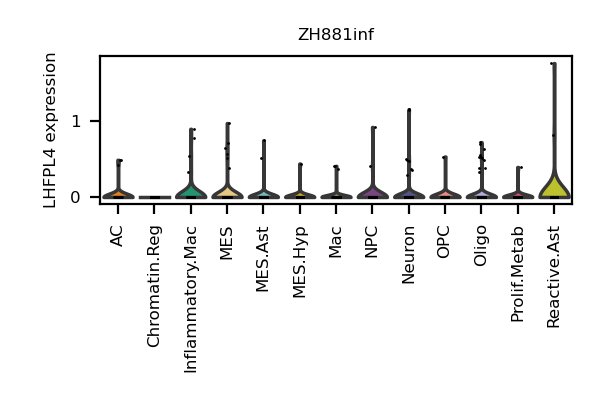 ZH881inf
LHFPL4 expression
1
0
AC
Chromatin.Reg
Inflammatory.Mac
MES
MES.Ast
MES.Hyp
Mac
NPC
Neuron
OPC
Oligo
Prolif.Metab
Reactive.Ast